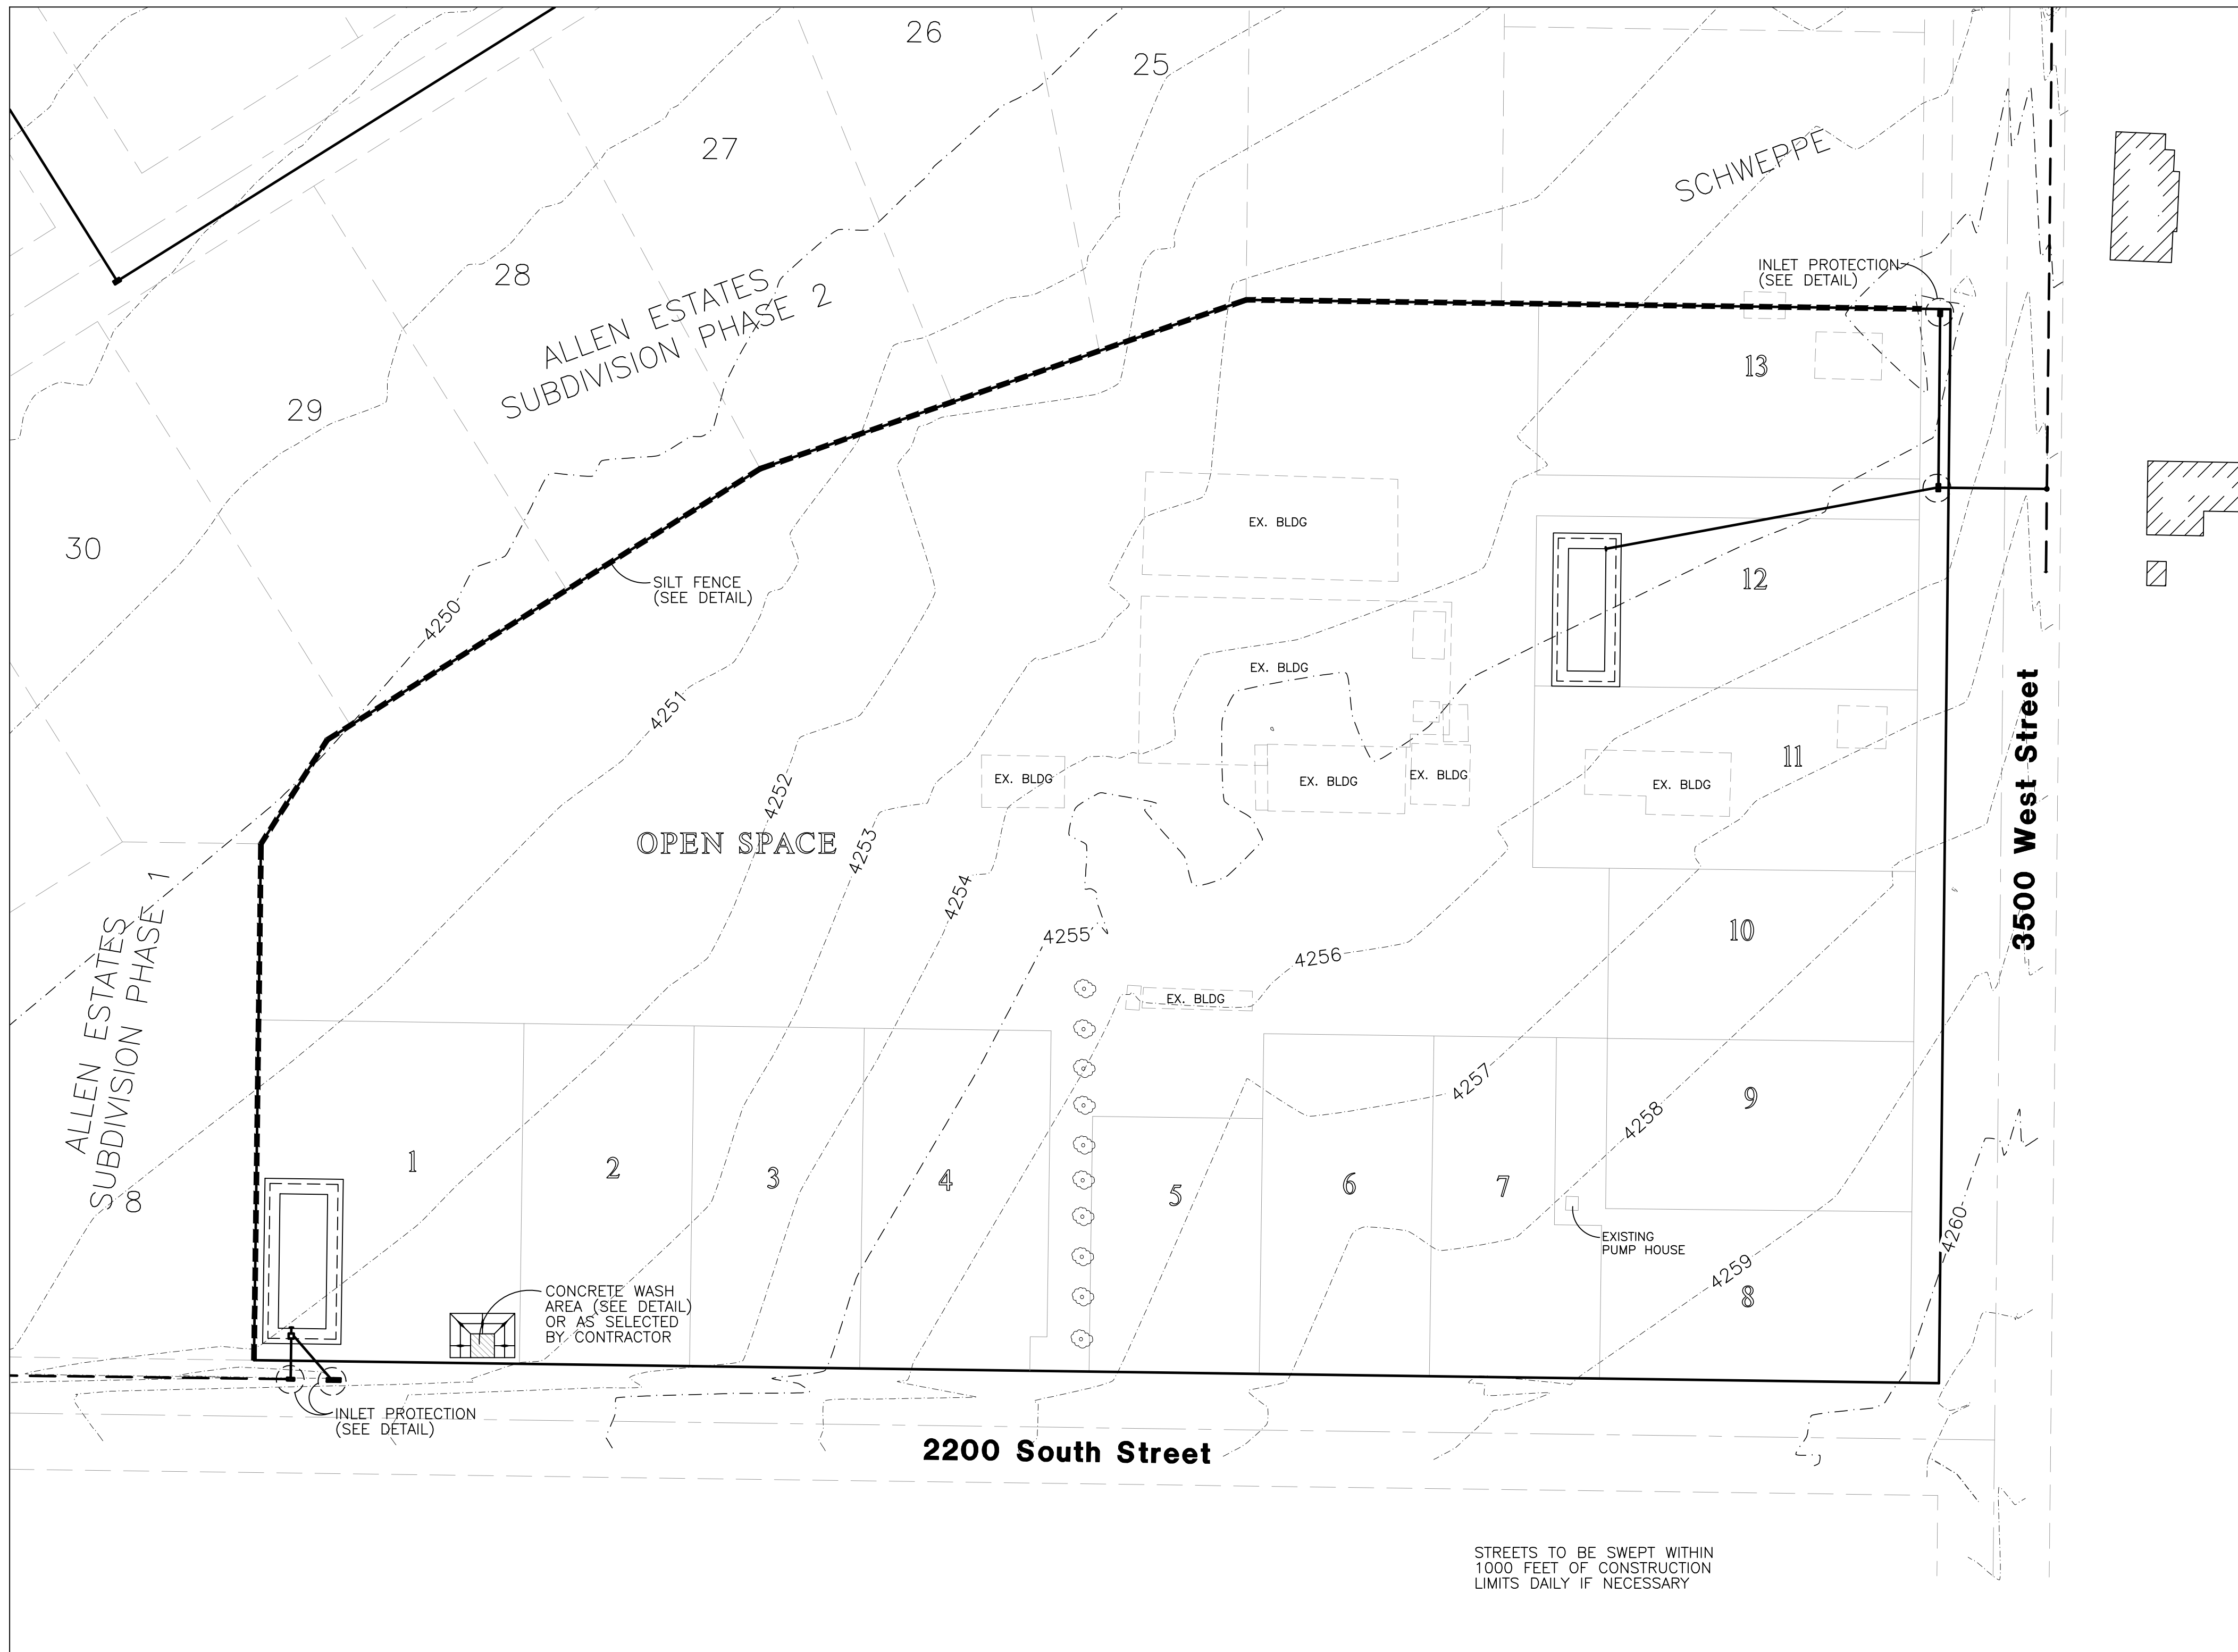 26
25
27
SCHWEPPE
28
ALLEN ESTATES
SUBDIVISION PHASE 2
INLET PROTECTION
(SEE DETAIL)
13
29
EX. BLDG
30
SILT FENCE
(SEE DETAIL)
12
4250
EX. BLDG
4251
3500 West Street
11
EX. BLDG
EX. BLDG
EX. BLDG
EX. BLDG
4252
OPEN SPACE
4253
4254
4255
10
4256
ALLEN ESTATES
SUBDIVISION PHASE 1
EX. BLDG
4257
9
4258
8
1
2
3
4
5
6
7
4260
EXISTING
PUMP HOUSE
4259
8
CONCRETE WASH
AREA (SEE DETAIL)
OR AS SELECTED
BY CONTRACTOR
INLET PROTECTION
(SEE DETAIL)
2200 South Street
STREETS TO BE SWEPT WITHIN
1000 FEET OF CONSTRUCTION
LIMITS DAILY IF NECESSARY